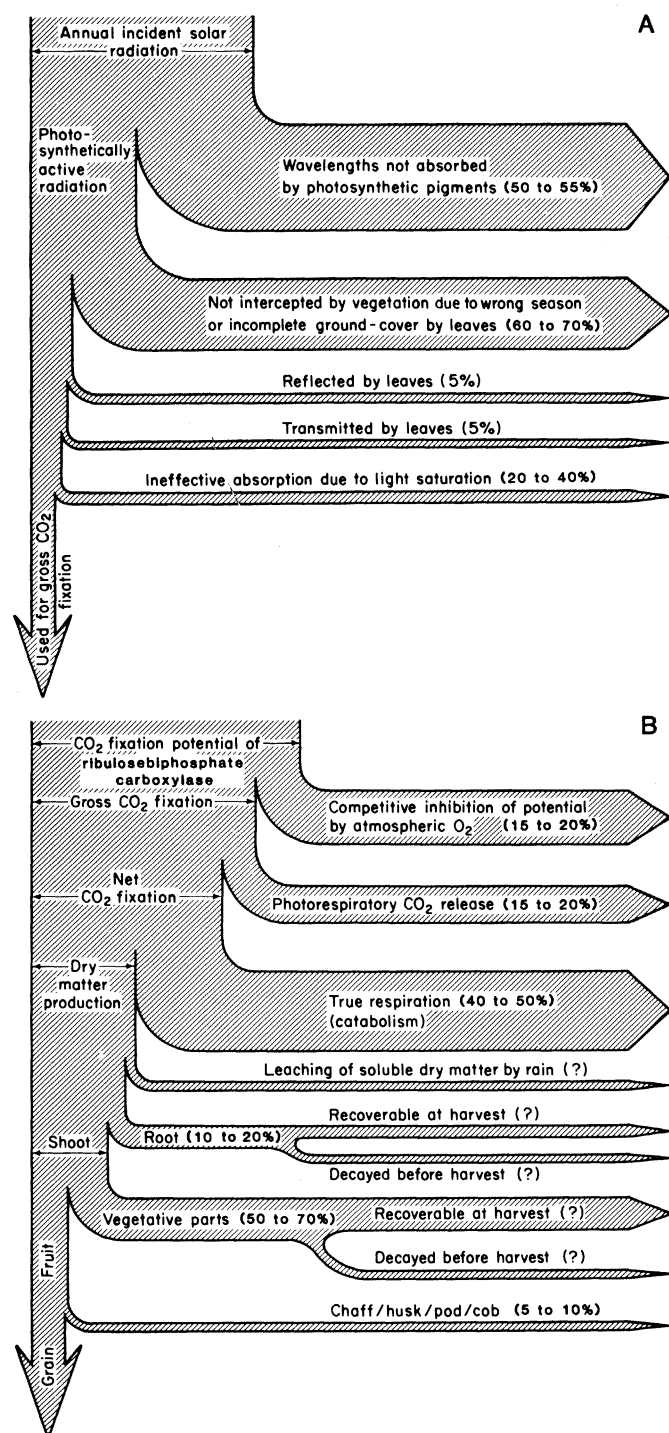 A
Annual incident solar
radiation
Photo-
synthetically
active
radiation
Wavelengths not absorbed
by photosynthetic pigments (50 to 55%)
Not intercepted by vegetation due to wrong season
or incomplete ground-cover by leaves (60 to 70%)
Reflected by leaves (5%)
Transmitted by leaves (5%)
Ineffective absorption due to light saturation (20 to 40%)
Used for gross CO2
fixation
B
CO2 fixation potential of
ribulosebiphosphate
carboxylase
Gross CO2 fixation
Competitive inhibition of potential
by atmospheric O2 (15 to 20%)
Net
CO2 fixation
Photorespiratory CO2 release (15 to 20%)
Dry
matter
production
True respiration (40 to 50%)
(catabolism)
Leaching of soluble dry matter by rain (?)
Recoverable at harvest (?)
Shoot
Root (10 to 20%)
Decayed before harvest (?)
Vegetative parts (50 to 70%)
Recoverable at harvest (?)
Decayed before harvest (?)
Fruit
Chaff/husk/pod/cob (5 to 10%)
Grain